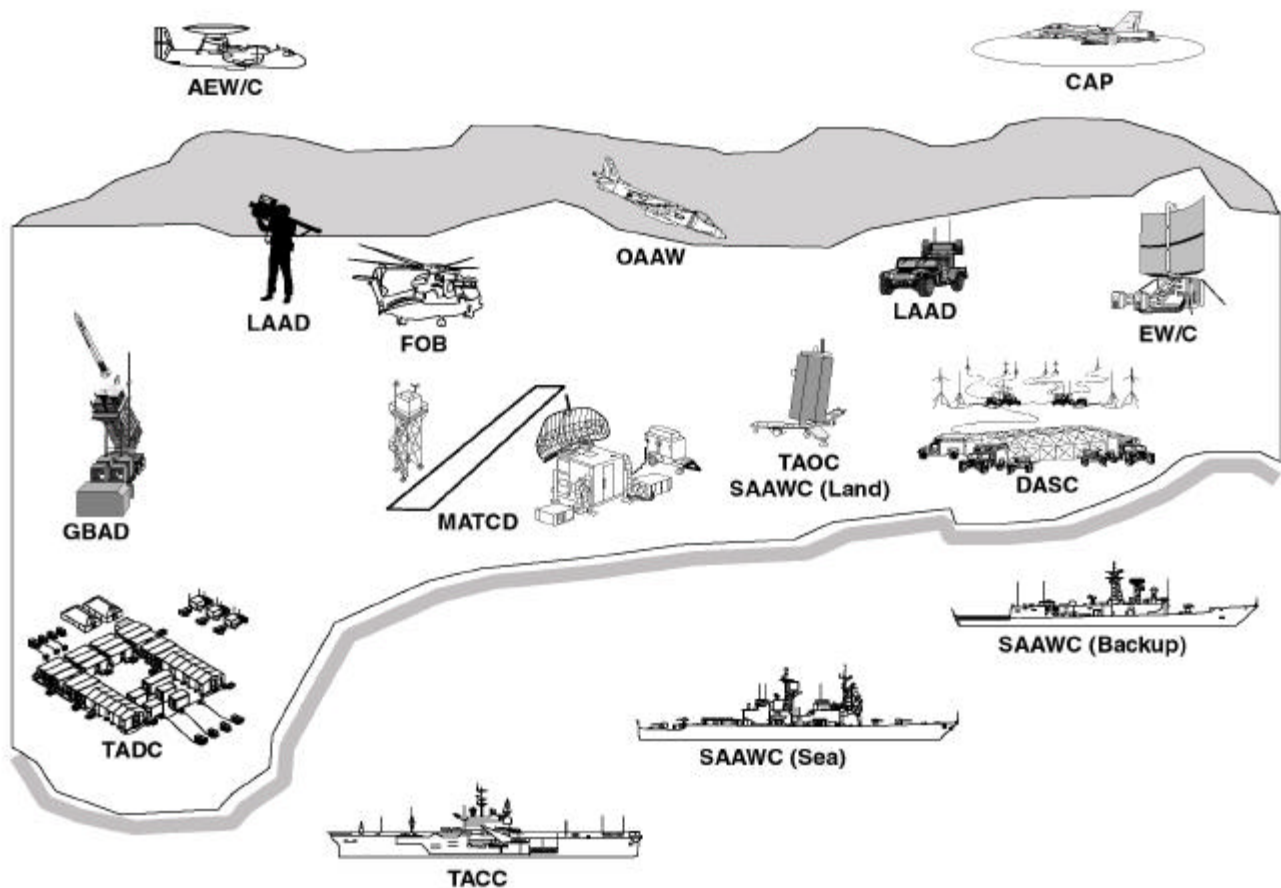 AEW/C
CAP
OAAW
LAAD
FOB
LAAD
EW/C
GBAD
MATCD
TAOC
SAAWC (Land)
DASC
TADC
SAAWC (Backup)
SAAWC (Sea)
TACC